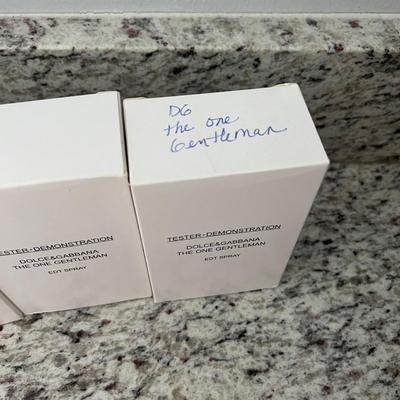 DG
the one
Gentleman
TESTER-DEMONSTRATION
DOLCE&GABBANA
THE ONE GENTLEMAN
EDT SPRAY
TESTER-DEMONSTRATION
DOLCE&GABBANA
THE ONE GENTLEMAN
EDT SPRAY